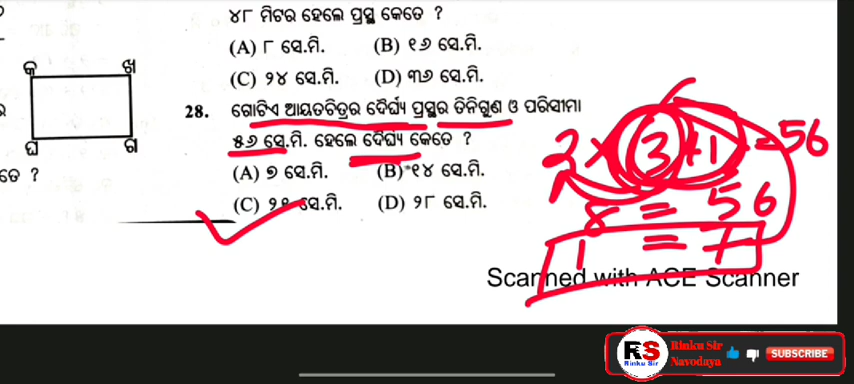 ୪୮ ମିଟର ହେଲେ ପ୍ରସ୍ଥ କେତେ ?
(A) ୮ ସେ.ମି. (B) ୧୬ ସେ.ମି.
(C) ୨୪ ସେ.ମି. (D) ୩୬ ସେ.ମି.
କ ଖ
ଘ ଗ
28. ଗୋଟିଏ ଆୟତଚିତ୍ରର ଦୈର୍ଘ୍ୟ ପ୍ରସ୍ଥର ତିନିଗୁଣ ଓ ପରିସୀମା
୫୬ ସେ.ମି. ହେଲେ ଦୈର୍ଘ୍ୟ କେତେ ?
(A) ୭ ସେ.ମି. (B) ୧୪ ସେ.ମି.
(C) ୨୧ ସେ.ମି. (D) ୨୮ ସେ.ମି.
ତେ ?
2 × (3+1) = 56
8 = 56
1 = 7
Scanned with ACE Scanner
RS
Rinku Sir
Rinku Sir
Navodaya
SUBSCRIBE